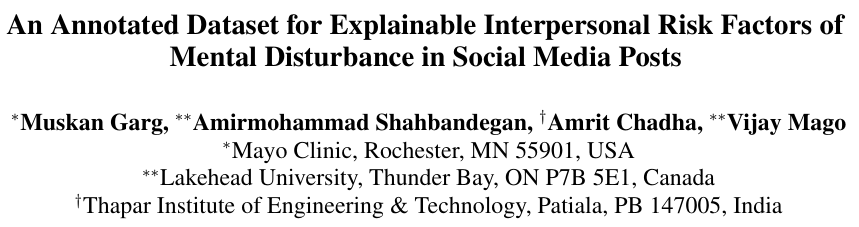 An Annotated Dataset for Explainable Interpersonal Risk Factors of
Mental Disturbance in Social Media Posts
*Muskan Garg, **Amirmohammad Shahbandegan, †Amrit Chadha, **Vijay Mago
*Mayo Clinic, Rochester, MN 55901, USA
**Lakehead University, Thunder Bay, ON P7B 5E1, Canada
†Thapar Institute of Engineering & Technology, Patiala, PB 147005, India